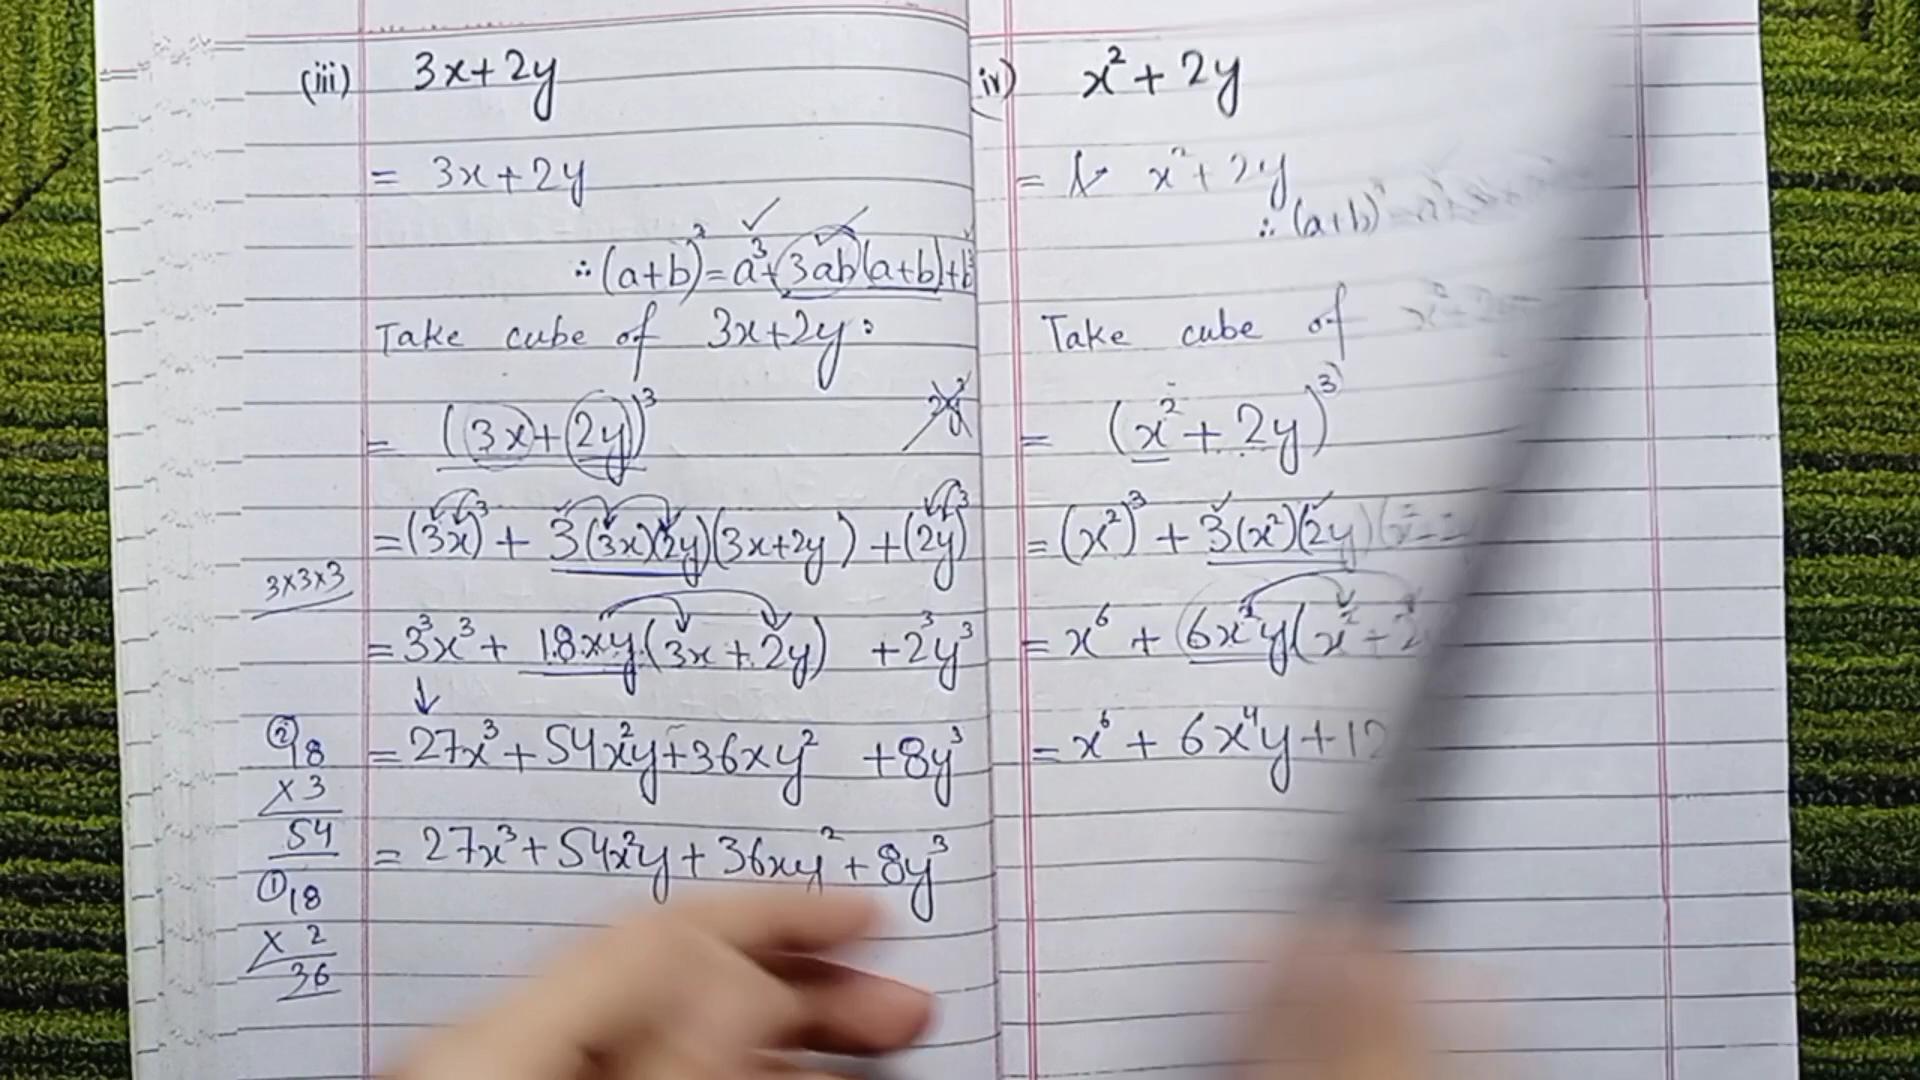 (iii) 3x+2y
= 3x+2y
∴ (a+b)³ = a³+3ab(a+b)+b³
Take cube of 3x+2y:
= (3x+2y)³
= (3x)³ + 3(3x)(2y)(3x+2y) + (2y)³
3×3×3
= 3³x³ + 18xy(3x+2y) + 2³y³
= 27x³ + 54x²y + 36xy² + 8y³
= 27x³ + 54x²y + 36xy² + 8y³
② 18
× 3
54
① 18
× 2
36
iv) x² + 2y
= x² + 2y
∴ (a+b)
Take cube of
= (x² + 2y)³
= (x²)³ + 3(x²)(2y)
= x⁶ + 6x²y(x² +
= x⁶ + 6x⁴y + 12